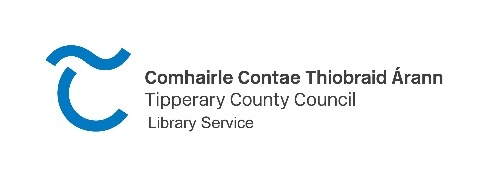 Comhairle Contae Thiobraid Árann
Tipperary County Council
Library Service